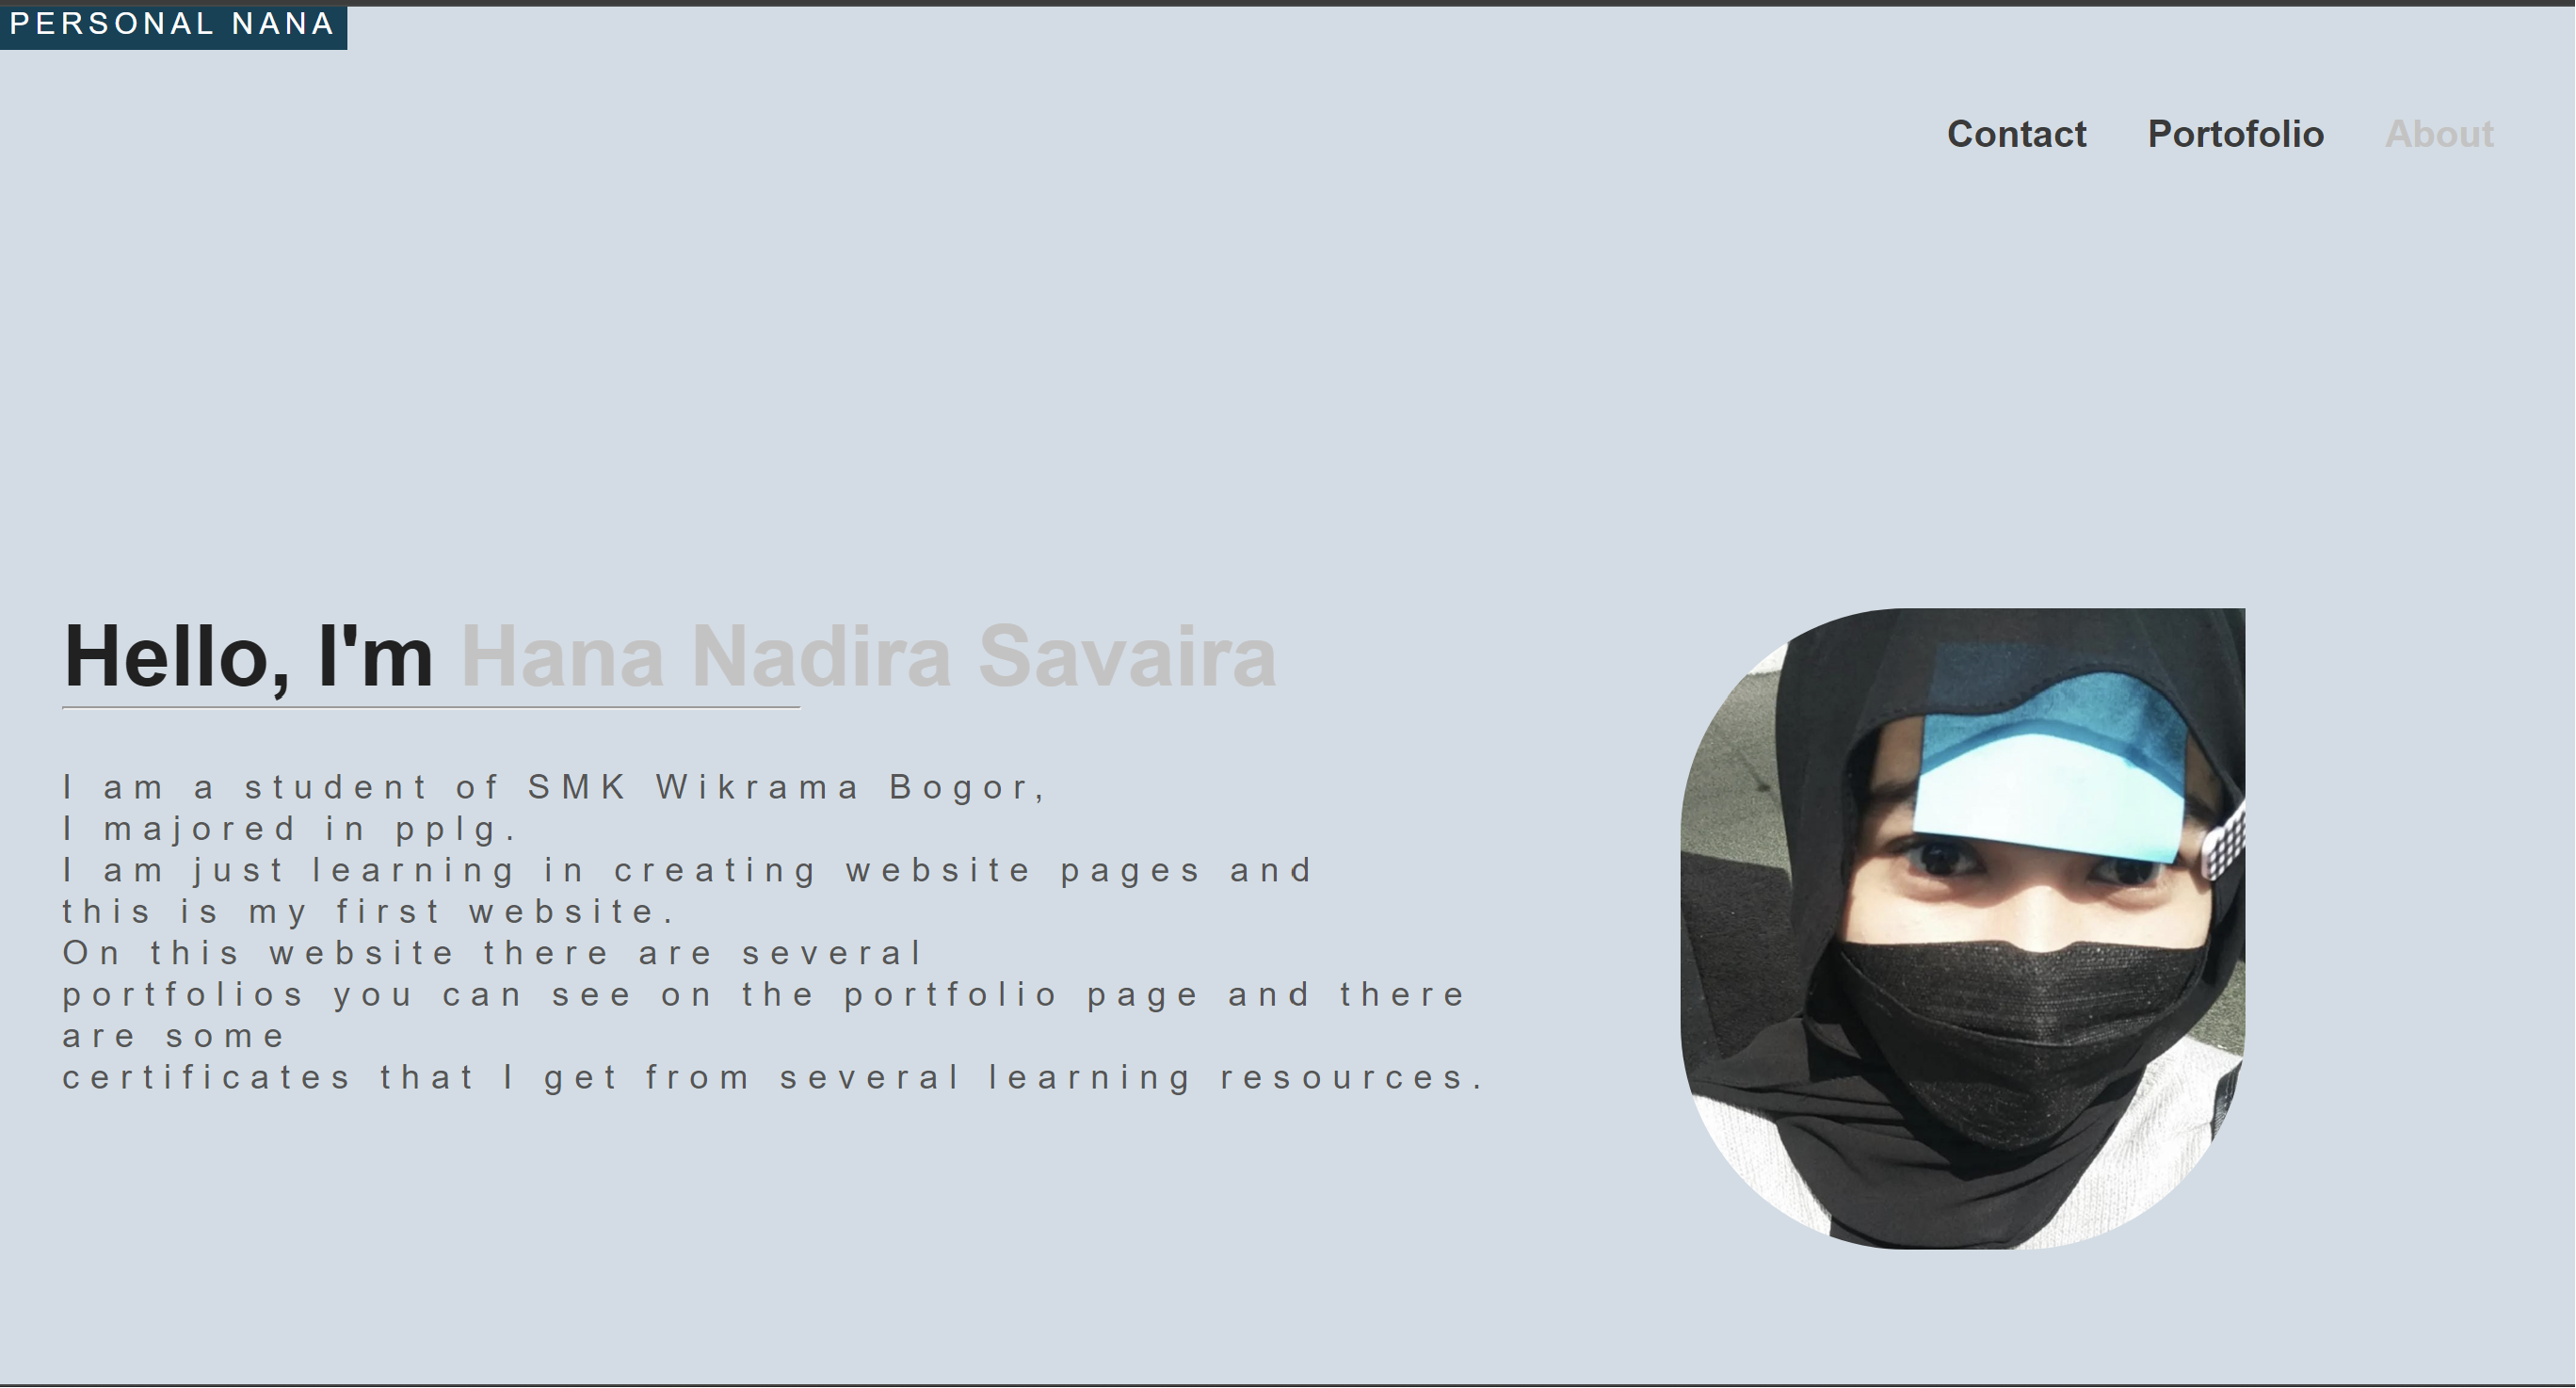 PERSONAL NANA
Contact Portofolio About
Hello, I'm Hana Nadira Savaira
I am a student of SMK Wikrama Bogor,
I majored in pplg.
I am just learning in creating website pages and
this is my first website.
On this website there are several
portfolios you can see on the portfolio page and there
are some
certificates that I get from several learning resources.